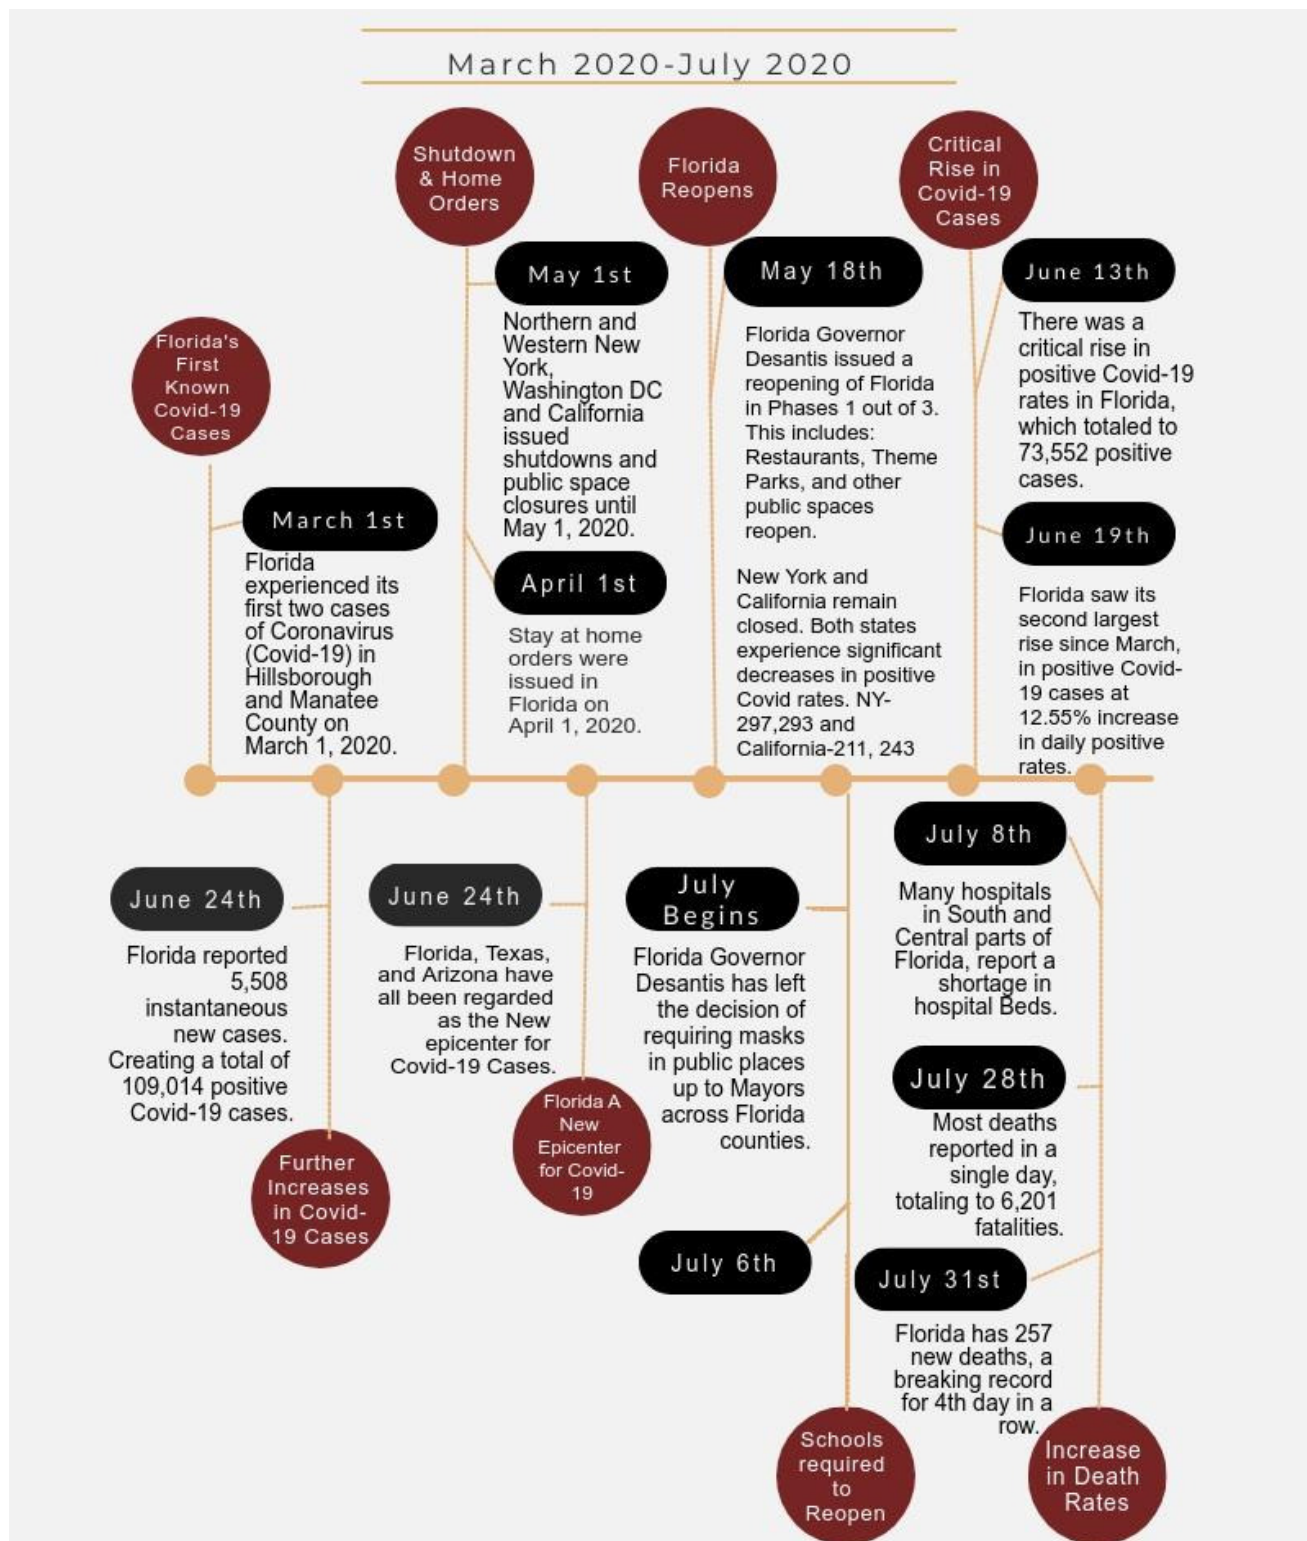 March 2020-July 2020
Florida's
First
Known
Covid-19
Cases
March 1st
Florida
experienced its
first two cases
of Coronavirus
(Covid-19) in
Hillsborough
and Manatee
County on
March 1, 2020.
Shutdown
& Home
Orders
May 1st
Northern and
Western New
York,
Washington DC
and California
issued
shutdowns and
public space
closures until
May 1, 2020.
April 1st
Stay at home
orders were
issued in
Florida on
April 1, 2020.
Florida
Reopens
May 18th
Florida Governor
Desantis issued a
reopening of Florida
in Phases 1 out of 3.
This includes:
Restaurants, Theme
Parks, and other
public spaces
reopen.
New York and
California remain
closed. Both states
experience significant
decreases in positive
Covid rates. NY-
297,293 and
California-211, 243
Critical
Rise in
Covid-19
Cases
June 13th
There was a
critical rise in
positive Covid-19
rates in Florida,
which totaled to
73,552 positive
cases.
June 19th
Florida saw its
second largest
rise since March,
in positive Covid-
19 cases at
12.55% increase
in daily positive
rates.
June 24th
Florida reported
5,508
instantaneous
new cases.
Creating a total of
109,014 positive
Covid-19 cases.
Further
Increases
in Covid-
19 Cases
June 24th
Florida, Texas,
and Arizona have
all been regarded
as the New
epicenter for
Covid-19 Cases.
Florida A
New
Epicenter
for Covid-
19
July
Begins
Florida Governor
Desantis has left
the decision of
requiring masks
in public places
up to Mayors
across Florida
counties.
July 6th
Schools
required
to
Reopen
July 8th
Many hospitals
in South and
Central parts of
Florida, report a
shortage in
hospital Beds.
July 28th
Most deaths
reported in a
single day,
totaling to 6,201
fatalities.
July 31st
Florida has 257
new deaths, a
breaking record
for 4th day in a
row.
Increase
in Death
Rates